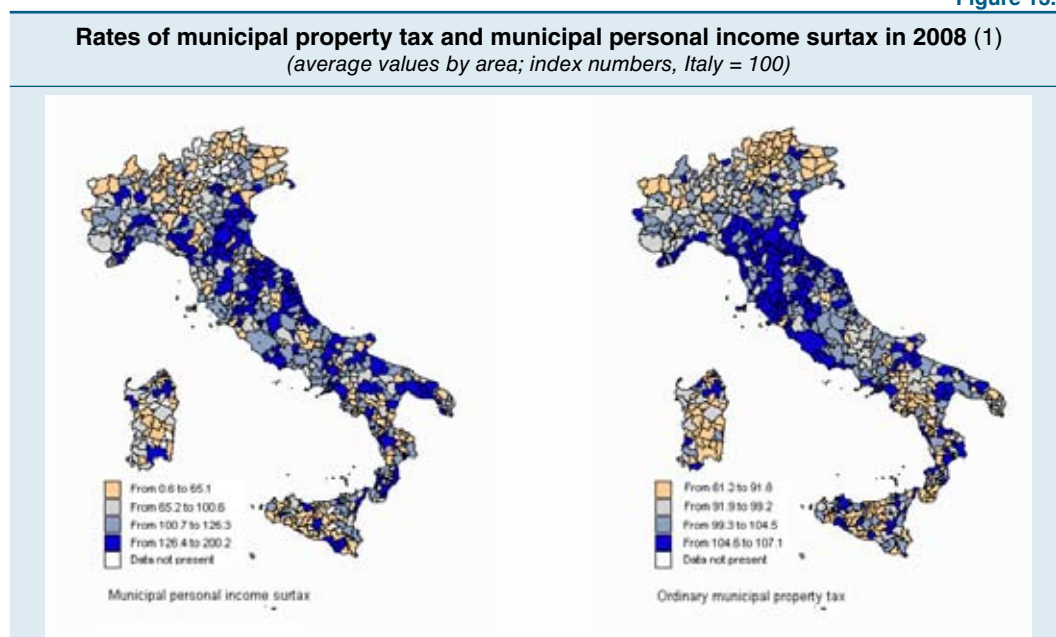 Figure 13.
Rates of municipal property tax and municipal personal income surtax in 2008 (1)
(average values by area; index numbers, Italy = 100)
From 0.6 to 65.1
From 65.2 to 100.6
From 100.7 to 126.3
From 126.4 to 200.2
Data not present
Municipal personal income surtax
From 61.2 to 91.8
From 91.9 to 99.2
From 99.3 to 104.5
From 104.6 to 107.1
Data not present
Ordinary municipal property tax